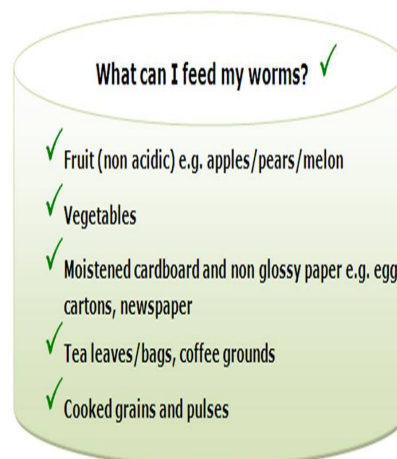 What can I feed my worms? ✓
✓ Fruit (non acidic) e.g. apples/pears/melon
✓ Vegetables
✓ Moistened cardboard and non glossy paper e.g. egg
cartons, newspaper
✓ Tea leaves/bags, coffee grounds
✓ Cooked grains and pulses